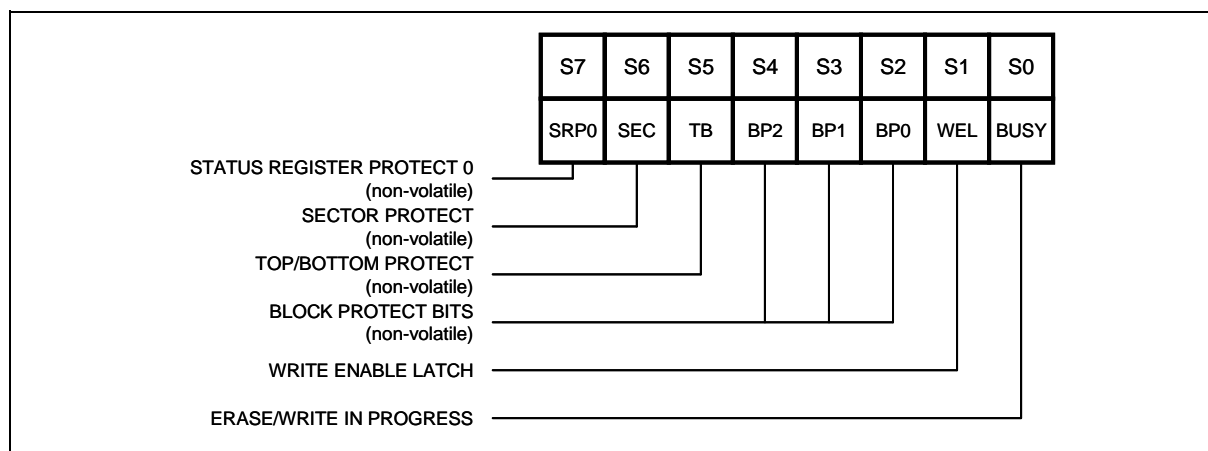 S7 S6 S5 S4 S3 S2 S1 S0
SRP0 SEC TB BP2 BP1 BP0 WEL BUSY
STATUS REGISTER PROTECT 0
(non-volatile)
SECTOR PROTECT
(non-volatile)
TOP/BOTTOM PROTECT
(non-volatile)
BLOCK PROTECT BITS
(non-volatile)
WRITE ENABLE LATCH
ERASE/WRITE IN PROGRESS